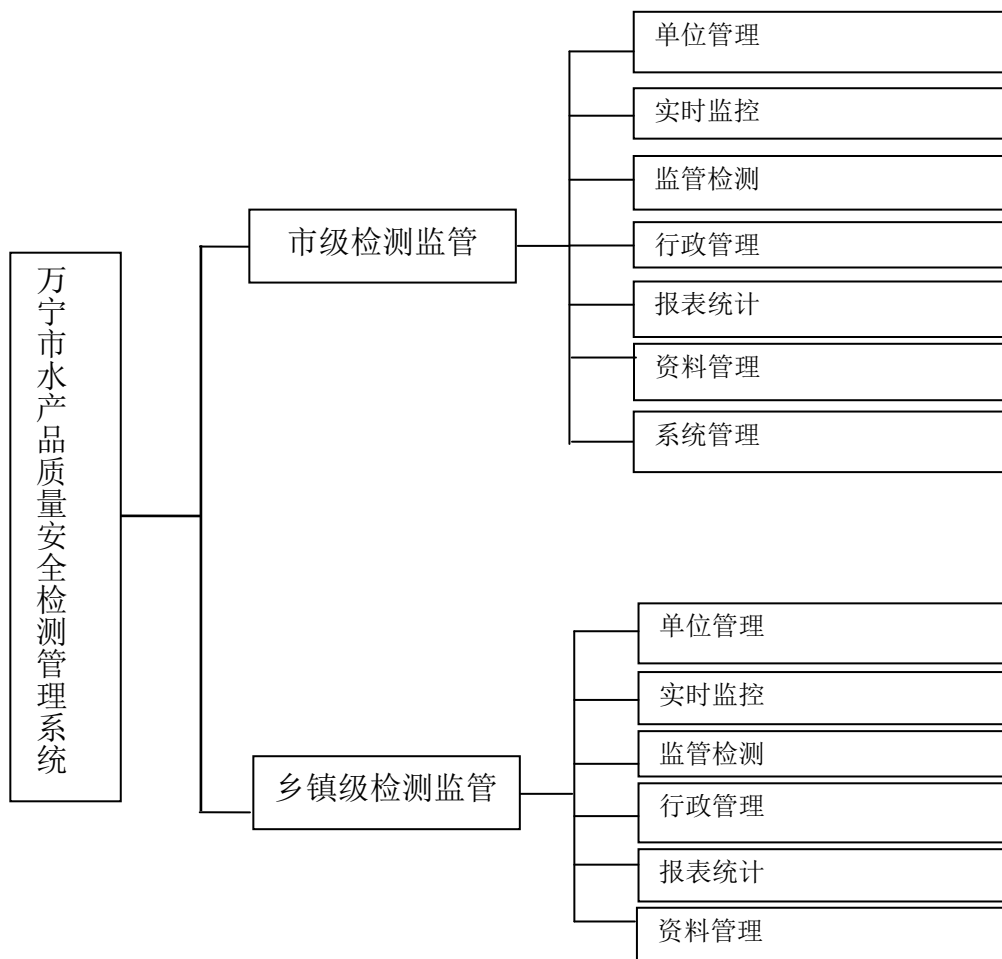 万宁市水产品质量安全检测管理系统
市级检测监管
单位管理
实时监控
监管检测
行政管理
报表统计
资料管理
系统管理
乡镇级检测监管
单位管理
实时监控
监管检测
行政管理
报表统计
资料管理